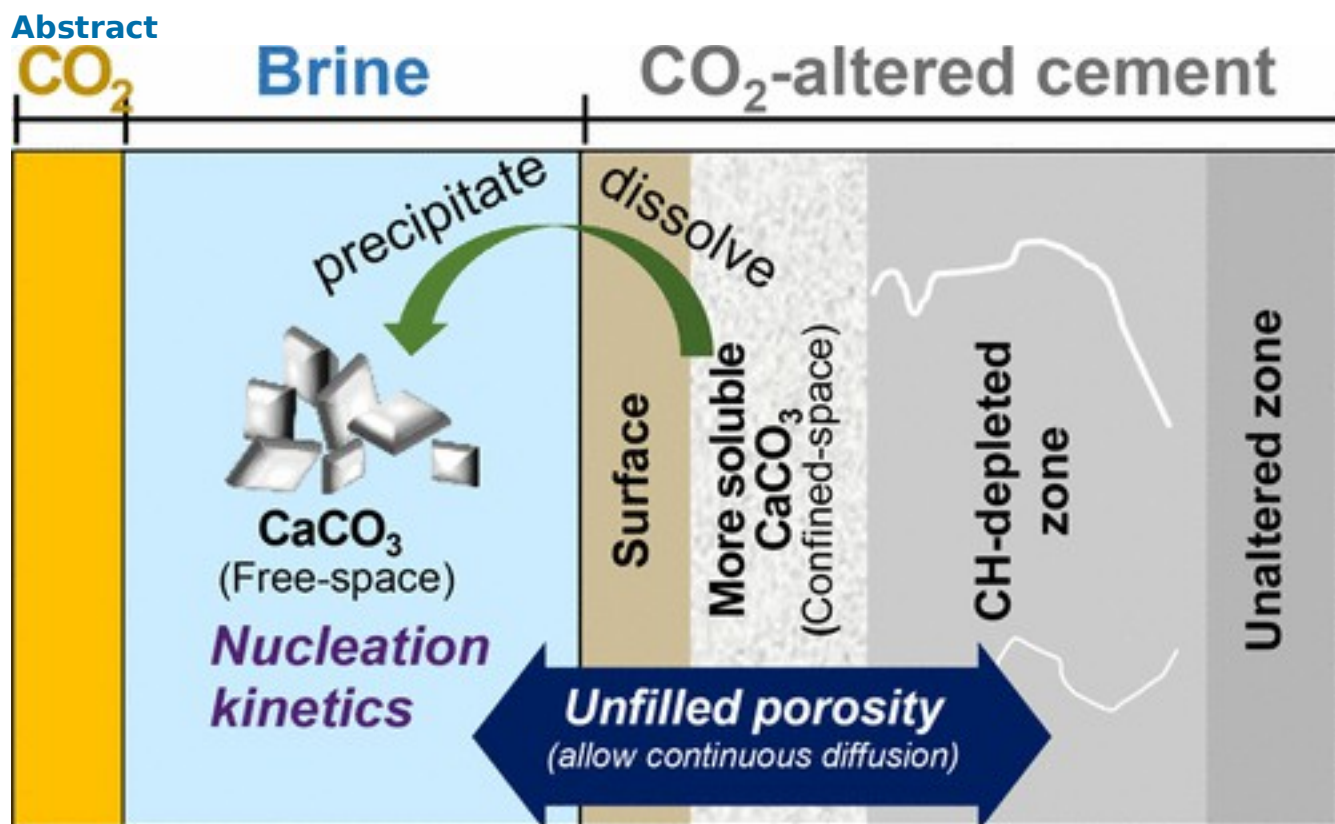 Abstract
CO₂
Brine
CO₂-altered cement
precipitate
dissolve
CaCO₃
(Free-space)
Nucleation
kinetics
Surface
More soluble
CaCO₃
(Confined-space)
CH-depleted
zone
Unaltered zone
Unfilled porosity
(allow continuous diffusion)